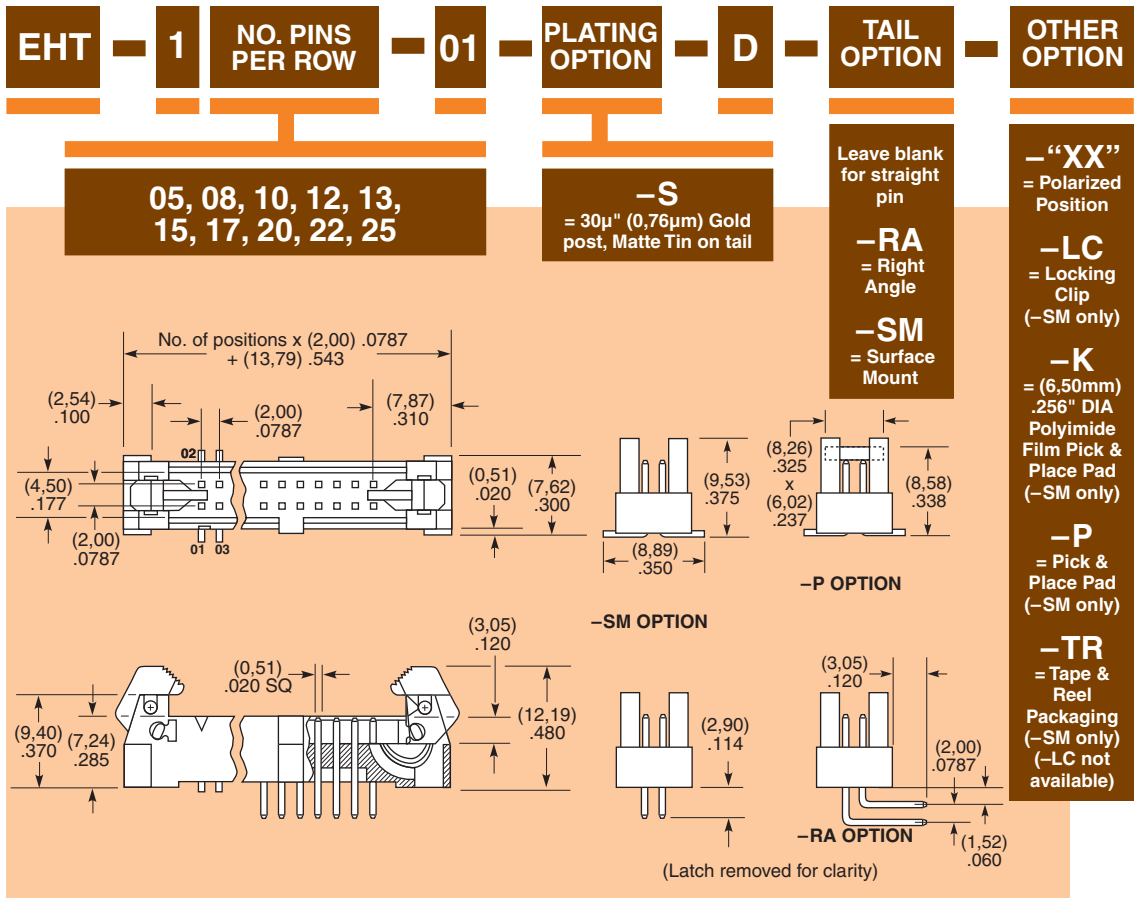 EHT
1
NO. PINS
PER ROW
01
PLATING
OPTION
D
TAIL
OPTION
OTHER
OPTION
05, 08, 10, 12, 13,
15, 17, 20, 22, 25
–S
= 30µ" (0,76µm) Gold
post, Matte Tin on tail
Leave blank
for straight
pin
–RA
= Right
Angle
–SM
= Surface
Mount
–“XX”
= Polarized
Position
–LC
= Locking
Clip
(–SM only)
–K
= (6,50mm)
.256" DIA
Polyimide
Film Pick &
Place Pad
(–SM only)
–P
= Pick &
Place Pad
(–SM only)
–TR
= Tape &
Reel
Packaging
(–SM only)
(–LC not
available)
No. of positions x (2,00) .0787
+ (13,79) .543
(2,54)
.100
(2,00)
.0787
(7,87)
.310
02
(4,50)
.177
(2,00)
.0787
01
03
(0,51)
.020
(7,62)
.300
(9,53)
.375
(8,89)
.350
–SM OPTION
(8,26)
.325
x
(6,02)
.237
(8,58)
.338
–P OPTION
(3,05)
.120
(0,51)
.020 SQ
(9,40)
.370
(7,24)
.285
(12,19)
.480
(2,90)
.114
(3,05)
.120
(2,00)
.0787
–RA OPTION
(1,52)
.060
(Latch removed for clarity)